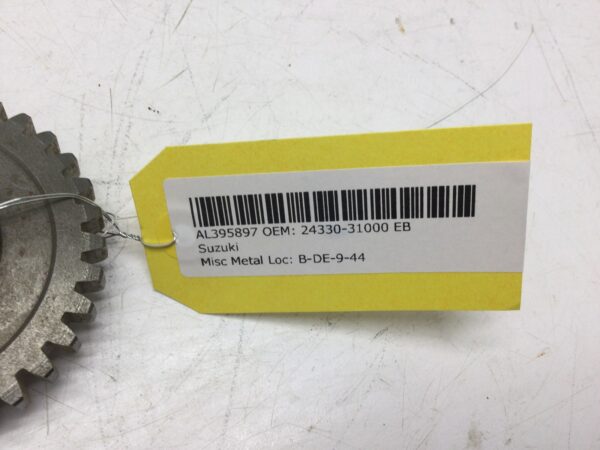 AL395897 OEM: 24330-31000 EB
Suzuki
Misc Metal Loc: B-DE-9-44